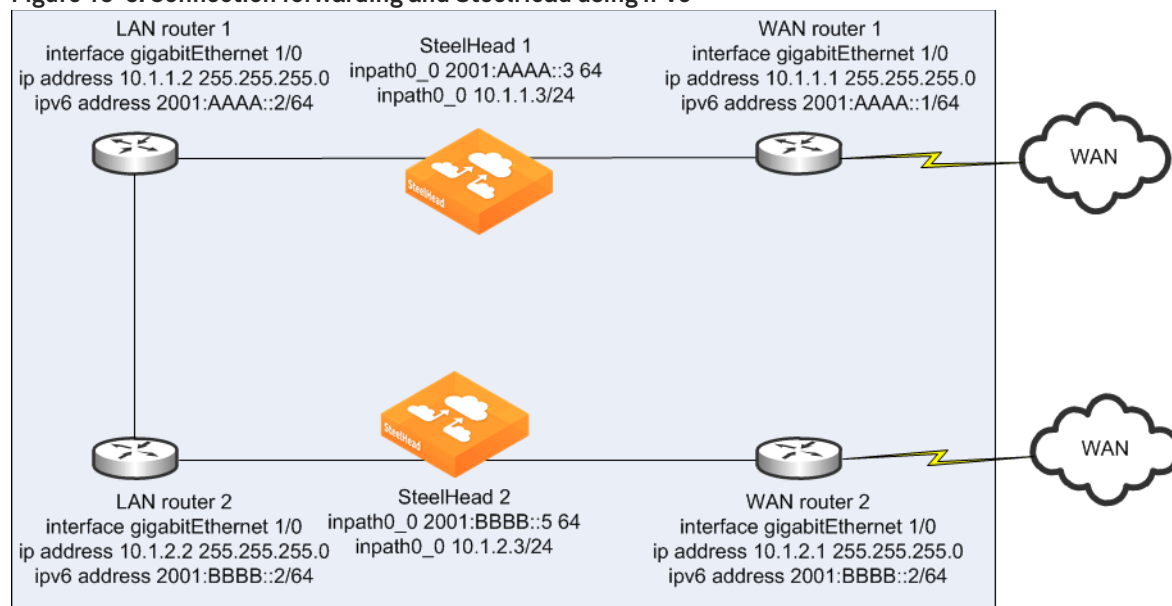 LAN router 1
interface gigabitEthernet 1/0
ip address 10.1.1.2 255.255.255.0
ipv6 address 2001:AAAA::2/64
SteelHead 1
inpath0_0 2001:AAAA::3 64
inpath0_0 10.1.1.3/24
WAN router 1
interface gigabitEthernet 1/0
ip address 10.1.1.1 255.255.255.0
ipv6 address 2001:AAAA::1/64
SteelHead
WAN
SteelHead
WAN
LAN router 2
interface gigabitEthernet 1/0
ip address 10.1.2.2 255.255.255.0
ipv6 address 2001:BBBB::2/64
SteelHead 2
inpath0_0 2001:BBBB::5 64
inpath0_0 10.1.2.3/24
WAN router 2
interface gigabitEthernet 1/0
ip address 10.1.2.1 255.255.255.0
ipv6 address 2001:BBBB::2/64